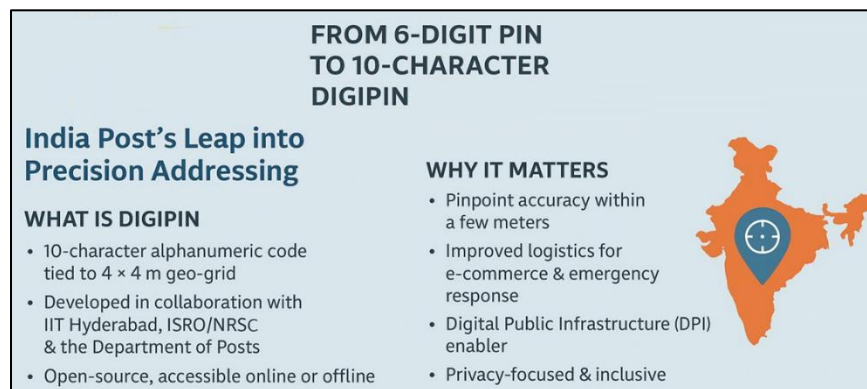 FROM 6-DIGIT PIN
TO 10-CHARACTER
DIGIPIN
India Post's Leap into
Precision Addressing
WHAT IS DIGIPIN
• 10-character alphanumeric code
tied to 4 × 4 m geo-grid
• Developed in collaboration with
IIT Hyderabad, ISRO/NRSC
& the Department of Posts
• Open-source, accessible online or offline
WHY IT MATTERS
• Pinpoint accuracy within
a few meters
• Improved logistics for
e-commerce & emergency
response
• Digital Public Infrastructure (DPI)
enabler
• Privacy-focused & inclusive